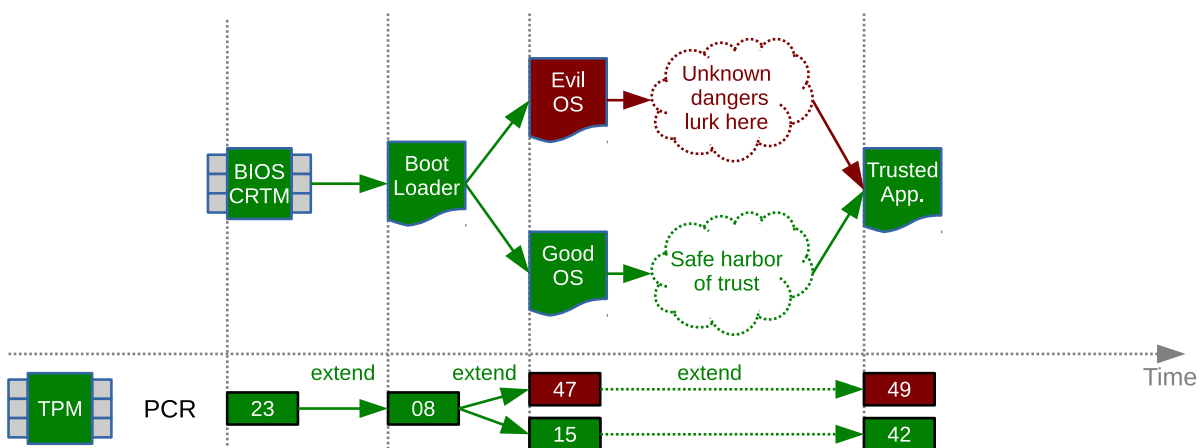 Evil
OS
Unknown
dangers
lurk here
BIOS
CRTM
Boot
Loader
Trusted
App.
Good
OS
Safe harbor
of trust
Time
extend
extend
extend
TPM
PCR
23
08
47
49
15
42